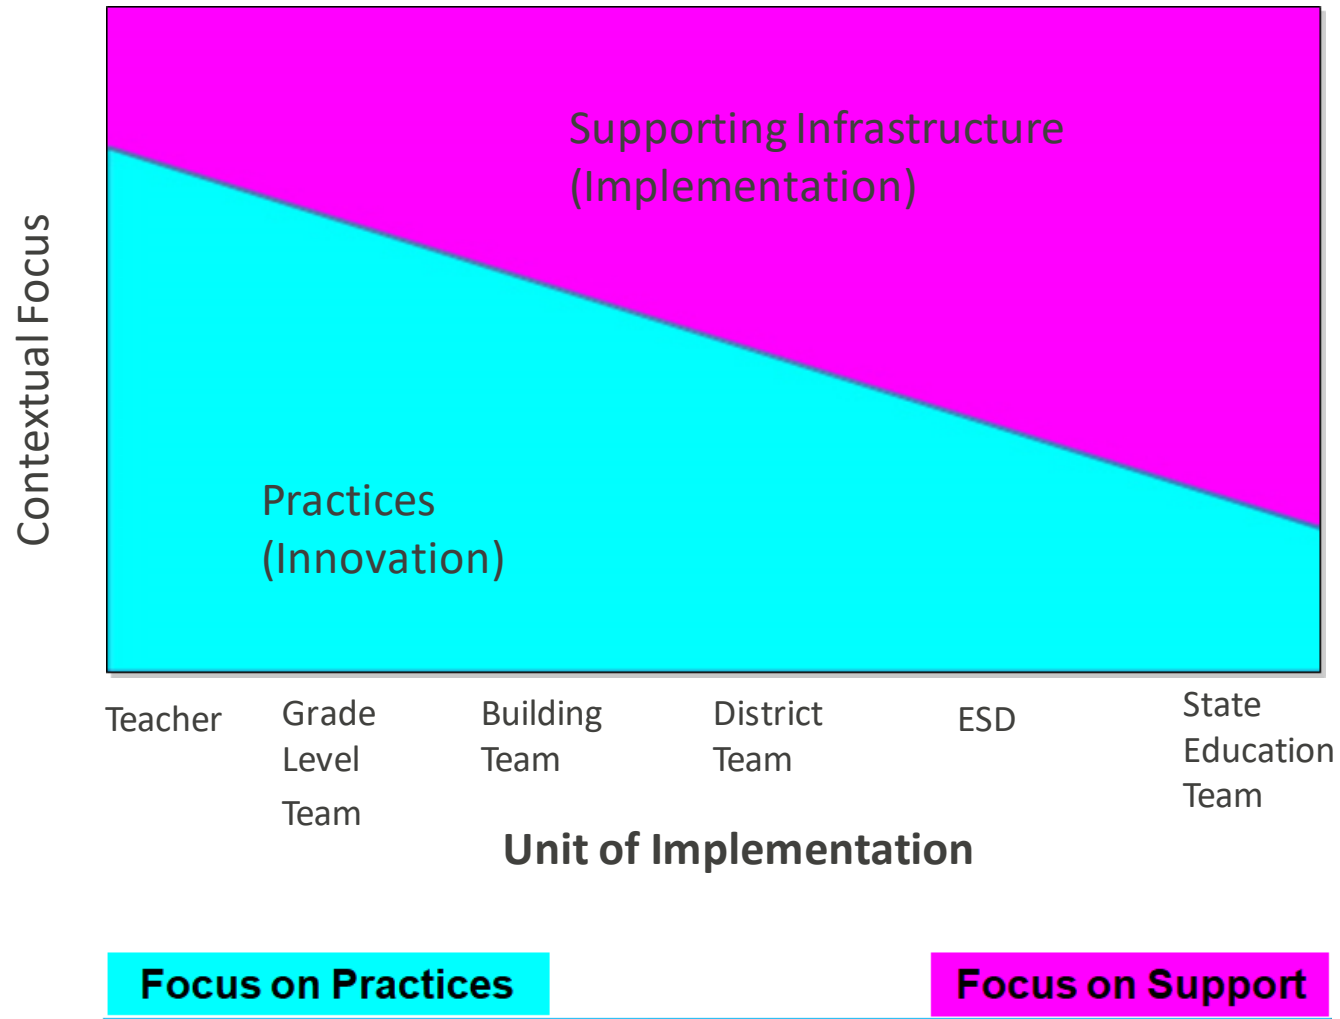 Supporting Infrastructure
(Implementation)
Contextual Focus
Practices
(Innovation)
Teacher
Grade
Level
Team
Building
Team
District
Team
ESD
State
Education
Team
Unit of Implementation
Focus on Practices
Focus on Support